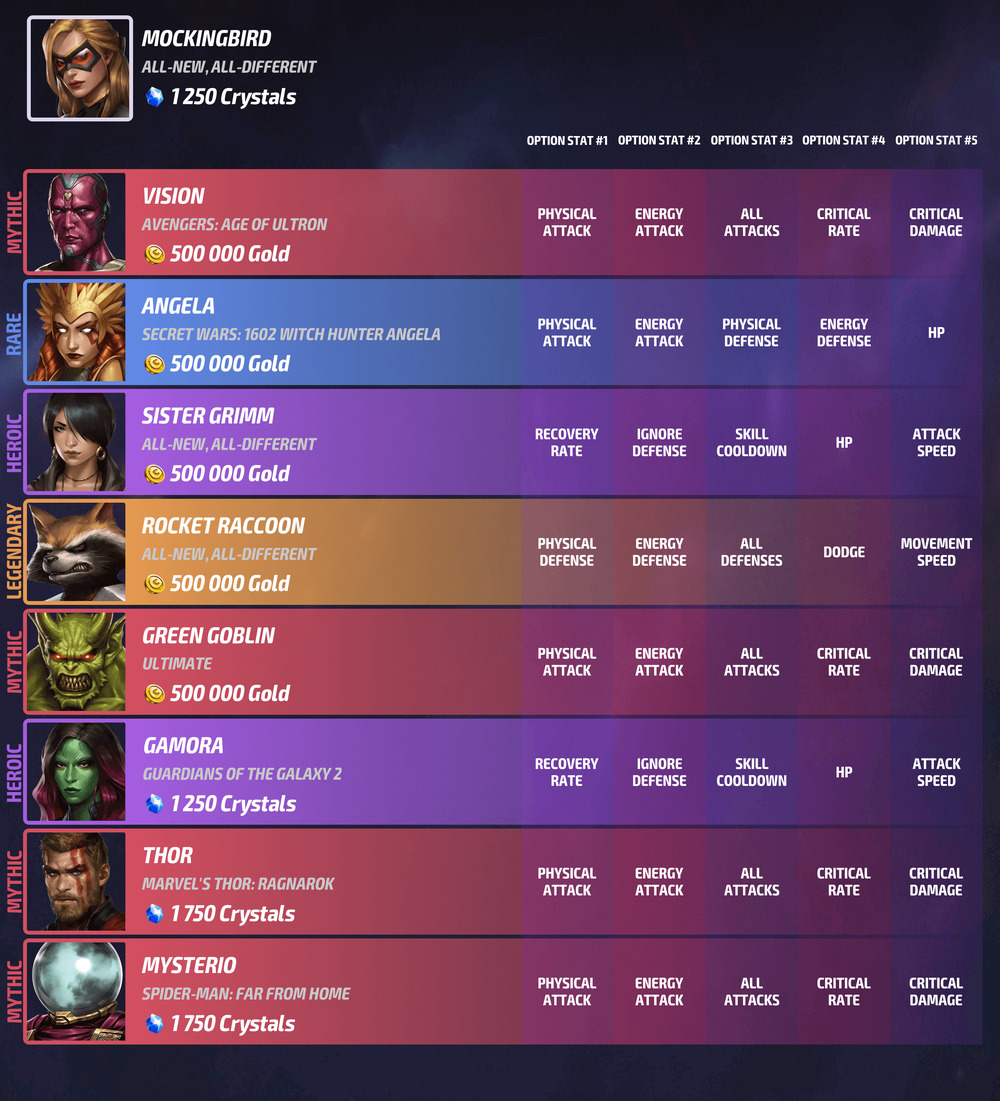 MOCKINGBIRD
ALL-NEW, ALL-DIFFERENT
1 250 Crystals
OPTION STAT #1 OPTION STAT #2 OPTION STAT #3 OPTION STAT #4 OPTION STAT #5
MYTHIC
VISION
AVENGERS: AGE OF ULTRON
500 000 Gold
PHYSICAL ATTACK
ENERGY ATTACK
ALL ATTACKS
CRITICAL RATE
CRITICAL DAMAGE
RARE
ANGELA
SECRET WARS: 1602 WITCH HUNTER ANGELA
500 000 Gold
PHYSICAL ATTACK
ENERGY ATTACK
PHYSICAL DEFENSE
ENERGY DEFENSE
HP
HEROIC
SISTER GRIMM
ALL-NEW, ALL-DIFFERENT
500 000 Gold
RECOVERY RATE
IGNORE DEFENSE
SKILL COOLDOWN
HP
ATTACK SPEED
LEGENDARY
ROCKET RACCOON
ALL-NEW, ALL-DIFFERENT
500 000 Gold
PHYSICAL DEFENSE
ENERGY DEFENSE
ALL DEFENSES
DODGE
MOVEMENT SPEED
MYTHIC
GREEN GOBLIN
ULTIMATE
500 000 Gold
PHYSICAL ATTACK
ENERGY ATTACK
ALL ATTACKS
CRITICAL RATE
CRITICAL DAMAGE
HEROIC
GAMORA
GUARDIANS OF THE GALAXY 2
1 250 Crystals
RECOVERY RATE
IGNORE DEFENSE
SKILL COOLDOWN
HP
ATTACK SPEED
MYTHIC
THOR
MARVEL'S THOR: RAGNAROK
1 750 Crystals
PHYSICAL ATTACK
ENERGY ATTACK
ALL ATTACKS
CRITICAL RATE
CRITICAL DAMAGE
MYTHIC
MYSTERIO
SPIDER-MAN: FAR FROM HOME
1 750 Crystals
PHYSICAL ATTACK
ENERGY ATTACK
ALL ATTACKS
CRITICAL RATE
CRITICAL DAMAGE